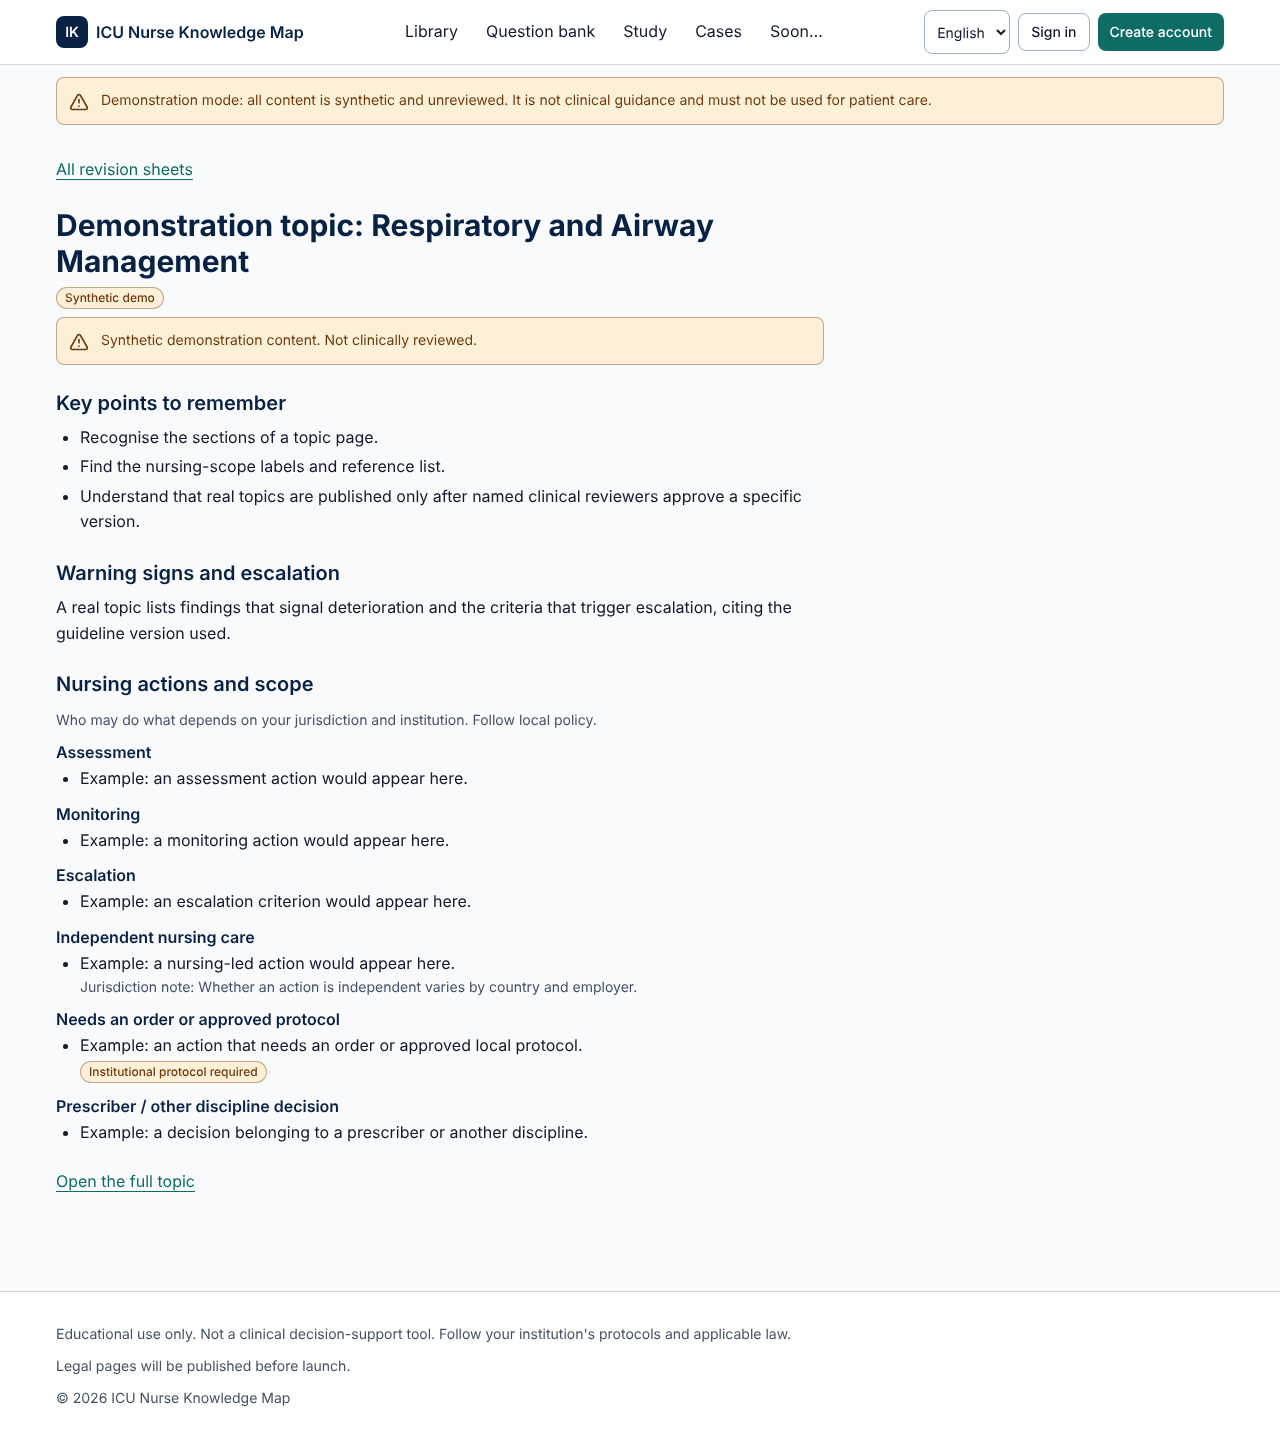 IK ICU Nurse Knowledge Map Library Question bank Study Cases Soon... English Sign in Create account
Demonstration mode: all content is synthetic and unreviewed. It is not clinical guidance and must not be used for patient care.
All revision sheets
Demonstration topic: Respiratory and Airway
Management
Synthetic demo
Synthetic demonstration content. Not clinically reviewed.
Key points to remember
• Recognise the sections of a topic page.
• Find the nursing-scope labels and reference list.
• Understand that real topics are published only after named clinical reviewers approve a specific
version.
Warning signs and escalation
A real topic lists findings that signal deterioration and the criteria that trigger escalation, citing the
guideline version used.
Nursing actions and scope
Who may do what depends on your jurisdiction and institution. Follow local policy.
Assessment
• Example: an assessment action would appear here.
Monitoring
• Example: a monitoring action would appear here.
Escalation
• Example: an escalation criterion would appear here.
Independent nursing care
• Example: a nursing-led action would appear here.
Jurisdiction note: Whether an action is independent varies by country and employer.
Needs an order or approved protocol
• Example: an action that needs an order or approved local protocol.
Institutional protocol required
Prescriber / other discipline decision
• Example: a decision belonging to a prescriber or another discipline.
Open the full topic
Educational use only. Not a clinical decision-support tool. Follow your institution's protocols and applicable law.
Legal pages will be published before launch.
© 2026 ICU Nurse Knowledge Map